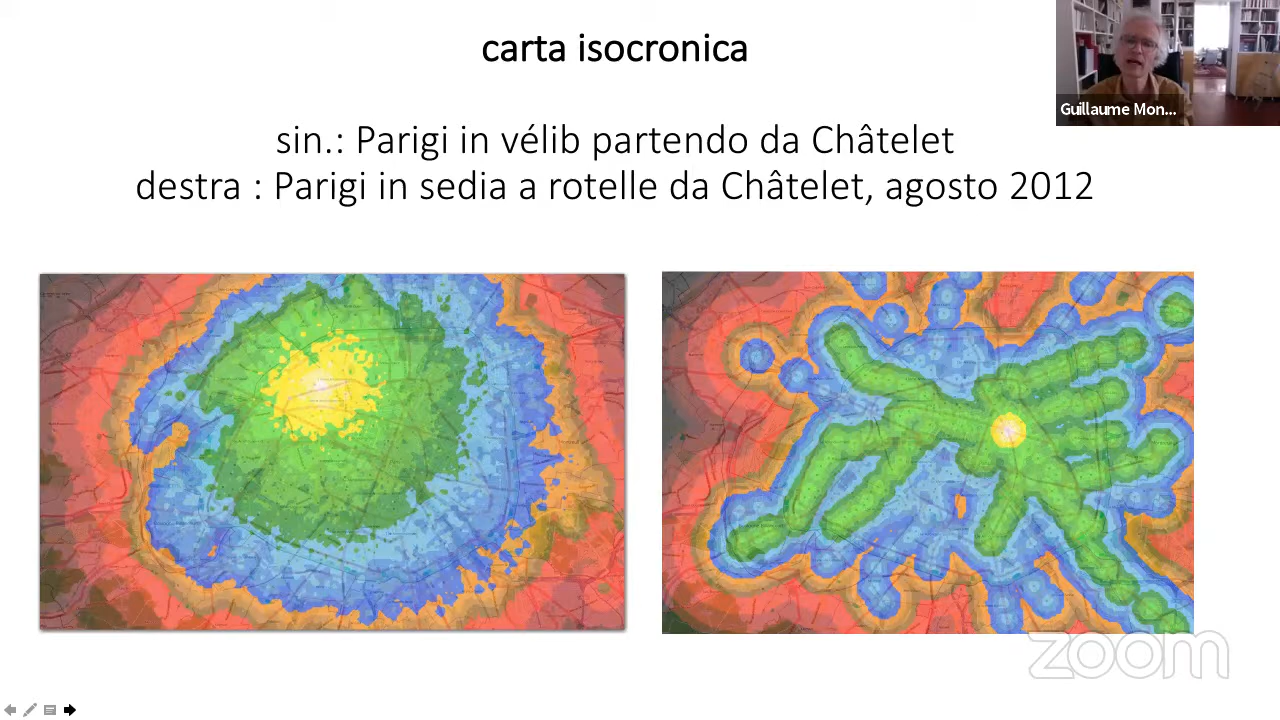 carta isocronica
Guillaume Mon...
sin.: Parigi in vélib partendo da Châtelet
destra : Parigi in sedia a rotelle da Châtelet, agosto 2012
zoom